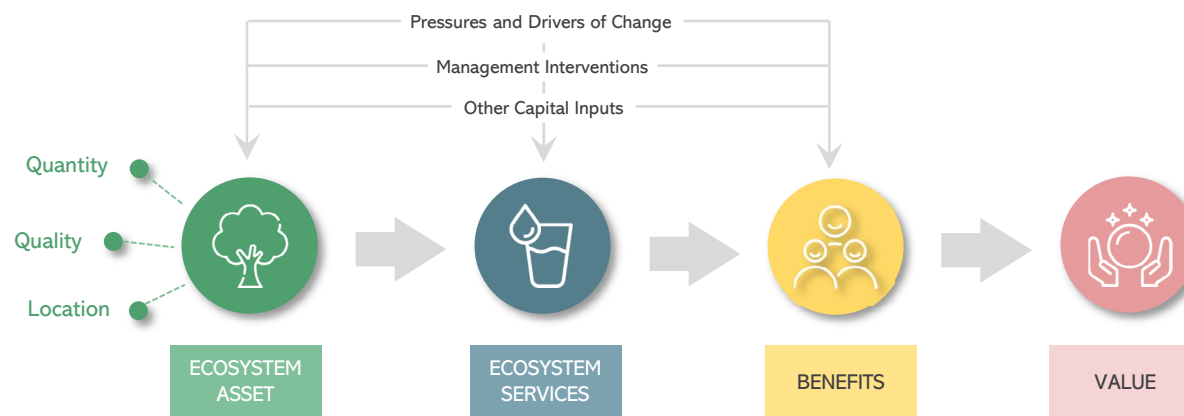 Pressures and Drivers of Change
Management Interventions
Other Capital Inputs
Quantity
Quality
Location
ECOSYSTEM
ASSET
ECOSYSTEM
SERVICES
BENEFITS
VALUE